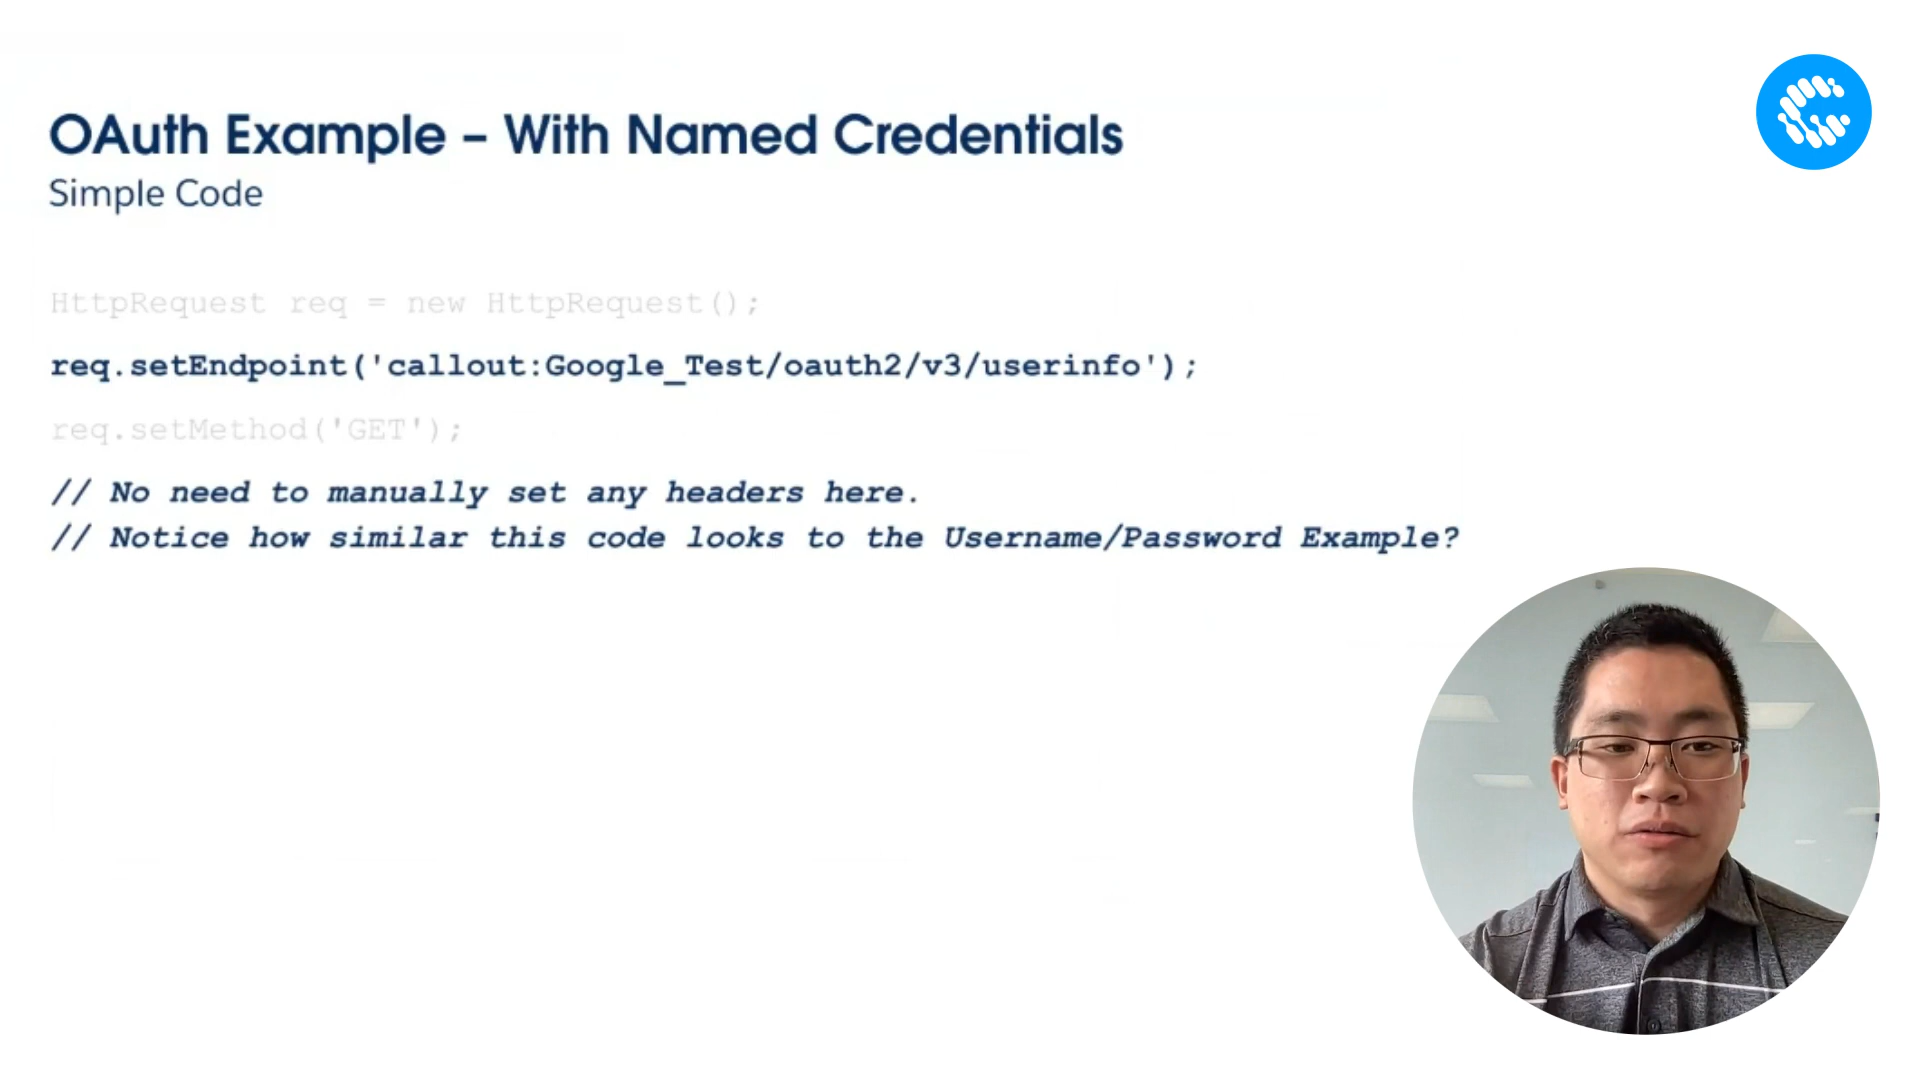 OAuth Example – With Named Credentials
Simple Code
HttpRequest req = new HttpRequest();
req.setEndpoint('callout:Google_Test/oauth2/v3/userinfo');
req.setMethod('GET');
// No need to manually set any headers here.
// Notice how similar this code looks to the Username/Password Example?